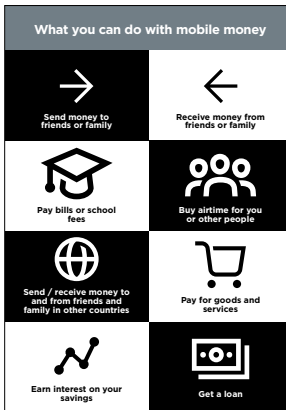 What you can do with mobile money
Send money to
friends or family
Receive money from
friends or family
Pay bills or school
fees
Buy airtime for you
or other people
Send / receive money to
and from friends and
family in other countries
Pay for goods and
services
Earn interest on your
savings
Get a loan